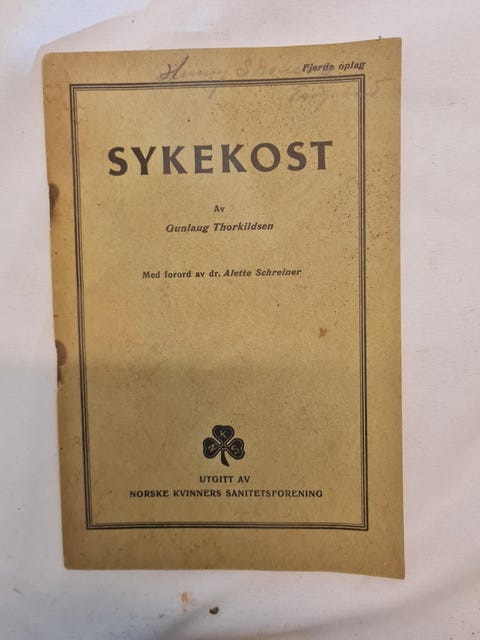 Fjerde oplag
SYKEKOST
Av
Gunlaug Thorkildsen
Med forord av dr. Alette Schreiner
N K S
UTGITT AV
NORSKE KVINNERS SANITETSFORENING